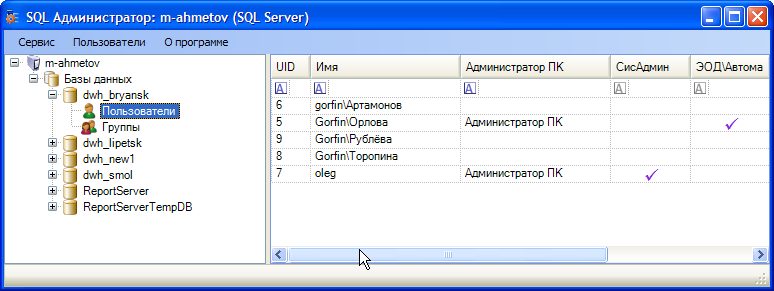 SQL Администратор: m-ahmetov (SQL Server)
Сервис Пользователи О программе
m-ahmetov
Базы данных
dwh_bryansk
Пользователи
Группы
dwh_lipetsk
dwh_new1
dwh_smol
ReportServer
ReportServerTempDB
UID Имя Администратор ПК СисАдмин ЭОД\Автома
A A A A A
6 gorfin\Артамонов
5 Gorfin\Орлова Администратор ПК
9 Gorfin\Рублёва
8 Gorfin\Торопина
7 oleg Администратор ПК